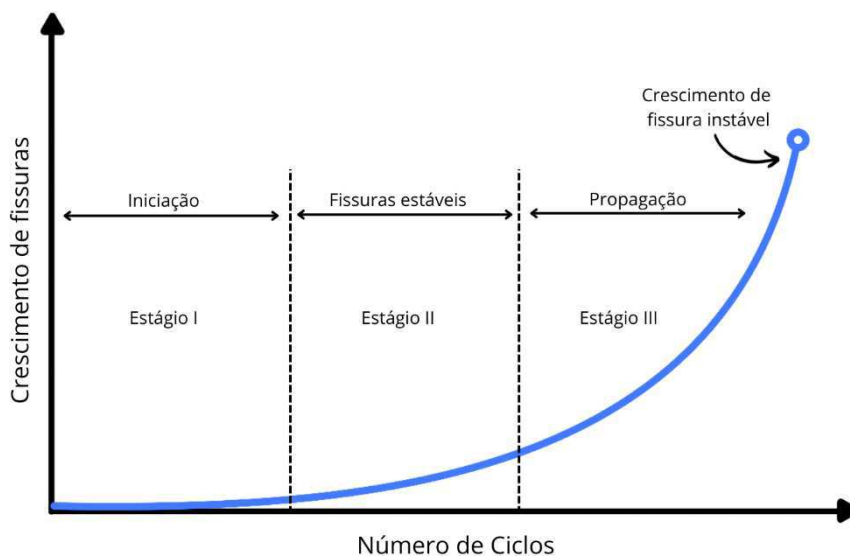 Crescimento de
fissura instável
Iniciação
Fissuras estáveis
Propagação
Estágio I
Estágio II
Estágio III
Crescimento de fissuras
Número de Ciclos